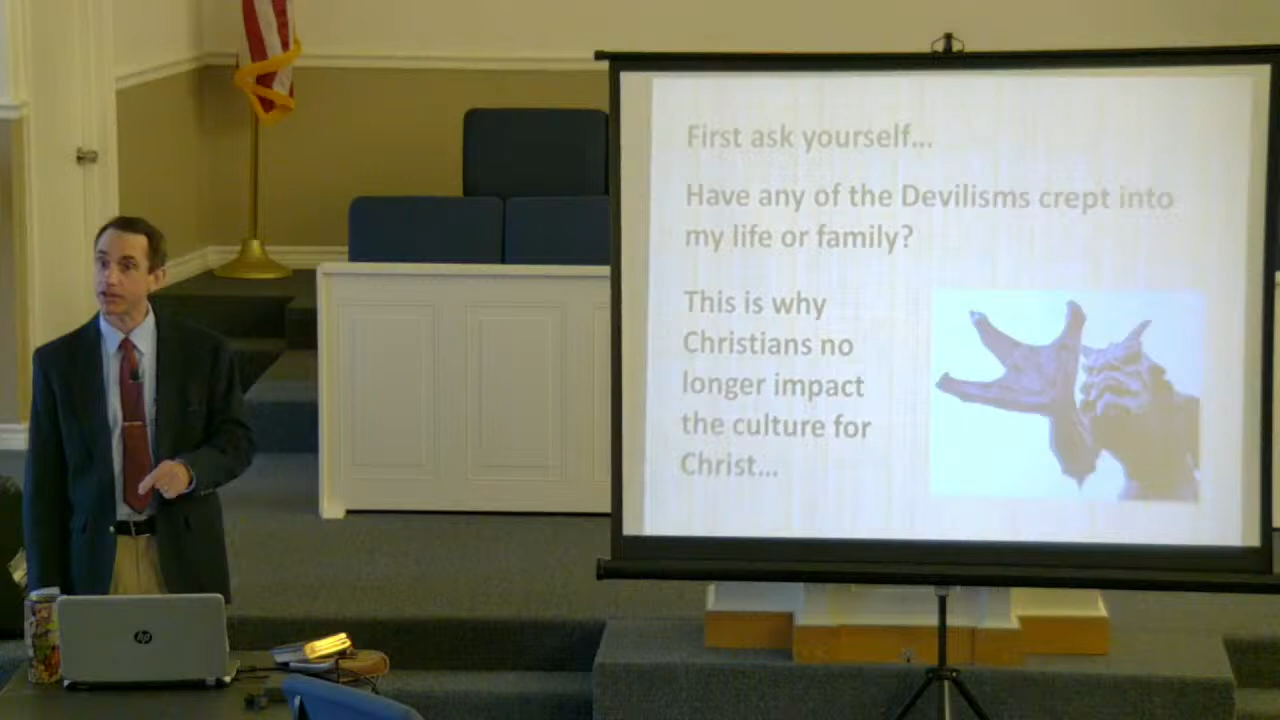 First ask yourself...
Have any of the Devilisms crept into
my life or family?
This is why
Christians no
longer impact
the culture for
Christ...
hp